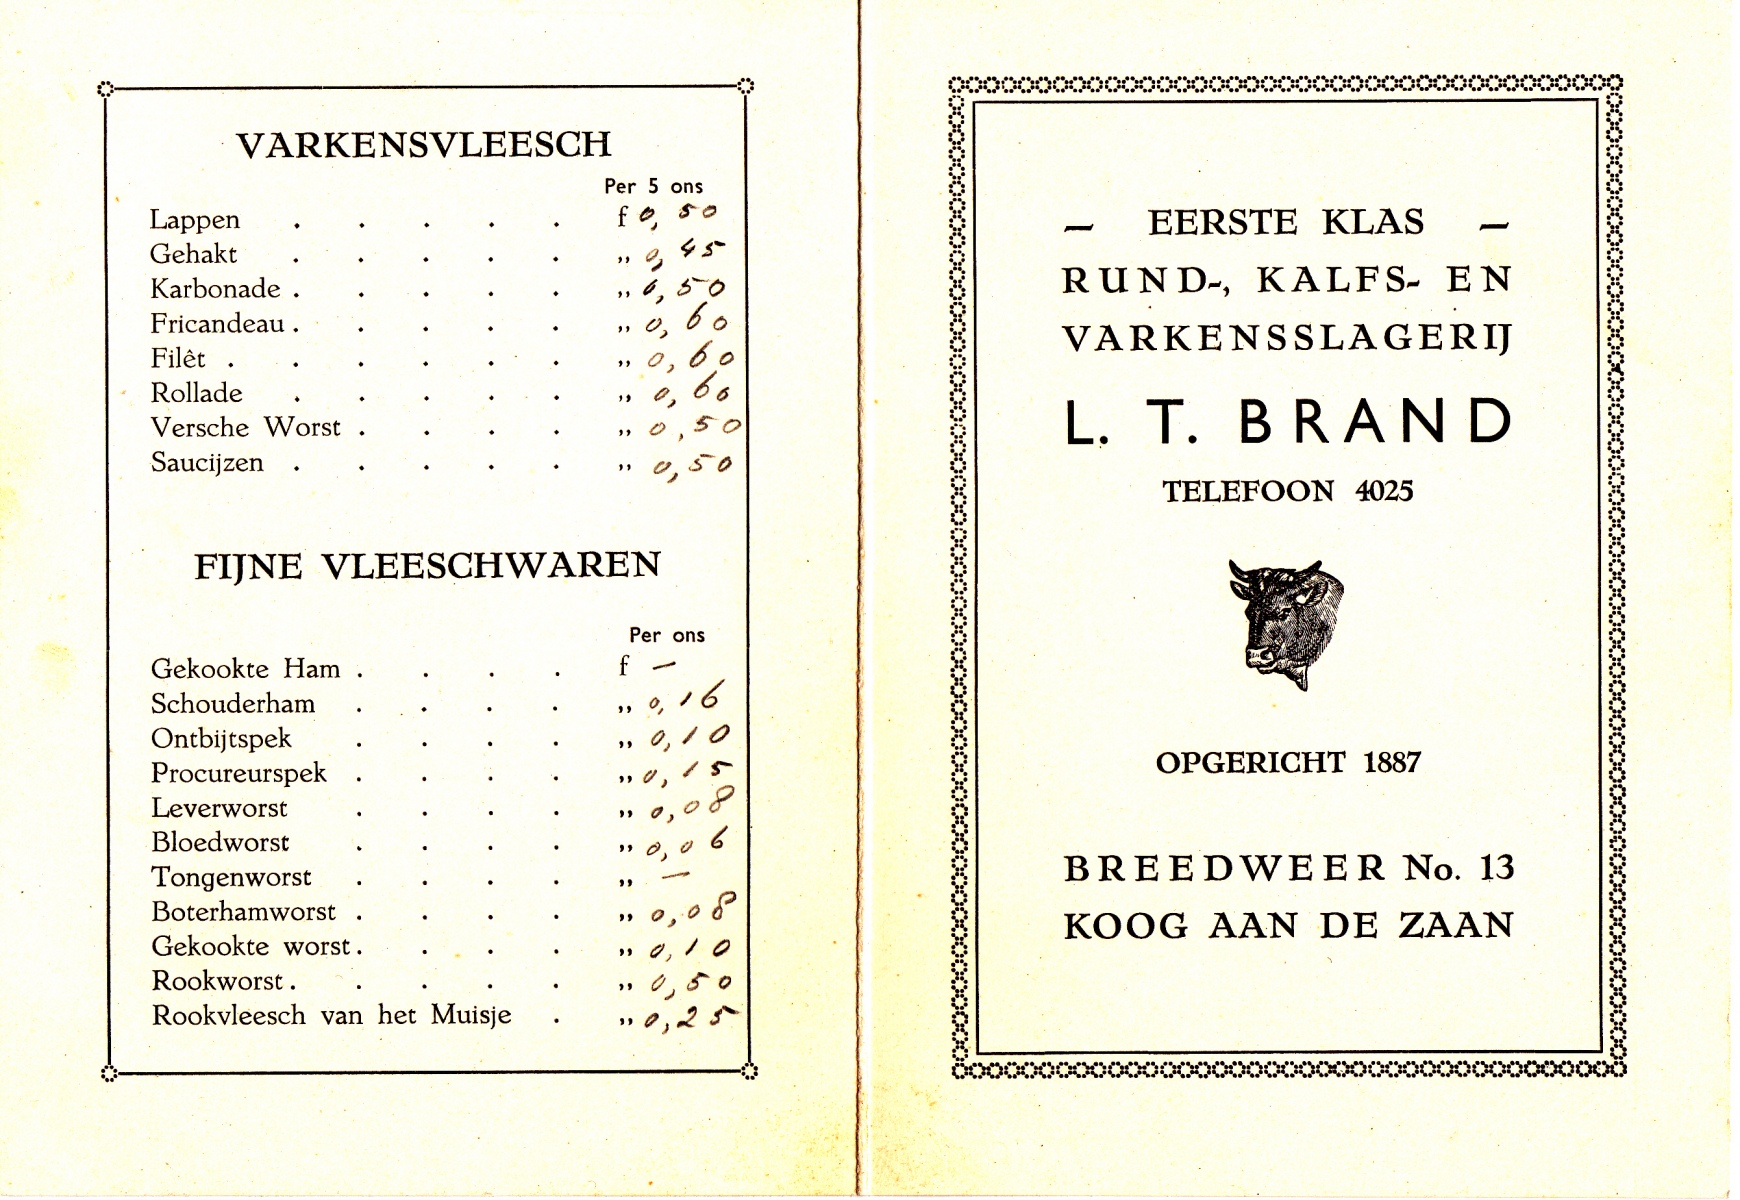 VARKENSVLEESCH
Per 5 ons
Lappen . . . . . f 0,50
Gehakt . . . . . ,, 0,45
Karbonade . . . . . ,, 0,50
Fricandeau . . . . . ,, 0,60
Filêt . . . . . . ,, 0,60
Rollade . . . . . ,, 0,60
Versche Worst . . . . ,, 0,50
Saucijzen . . . . . ,, 0,50
FIJNE VLEESCHWAREN
Per ons
Gekookte Ham . . . . f —
Schouderham . . . . ,, 0,16
Ontbijtspek . . . . ,, 0,10
Procureurspek . . . . ,, 0,15
Leverworst . . . . ,, 0,08
Bloedworst . . . . ,, 0,06
Tongenworst . . . . ,, —
Boterhamworst . . . . ,, 0,08
Gekookte worst . . . . ,, 0,10
Rookworst . . . . . ,, 0,50
Rookvleesch van het Muisje . ,, 0,25
— EERSTE KLAS —
RUND-, KALFS- EN
VARKENSSLAGERIJ
L. T. BRAND
TELEFOON 4025
OPGERICHT 1887
BREEDWEER No. 13
KOOG AAN DE ZAAN